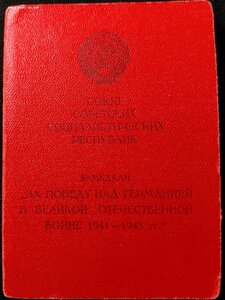 СОЮЗ
СОВЕТСКИХ
СОЦИАЛИСТИЧЕСКИХ
РЕСПУБЛИК
К МЕДАЛИ
„ЗА ПОБЕДУ НАД ГЕРМАНИЕЙ
В ВЕЛИКОЙ ОТЕЧЕСТВЕННОЙ
ВОЙНЕ 1941–1945 гг.“